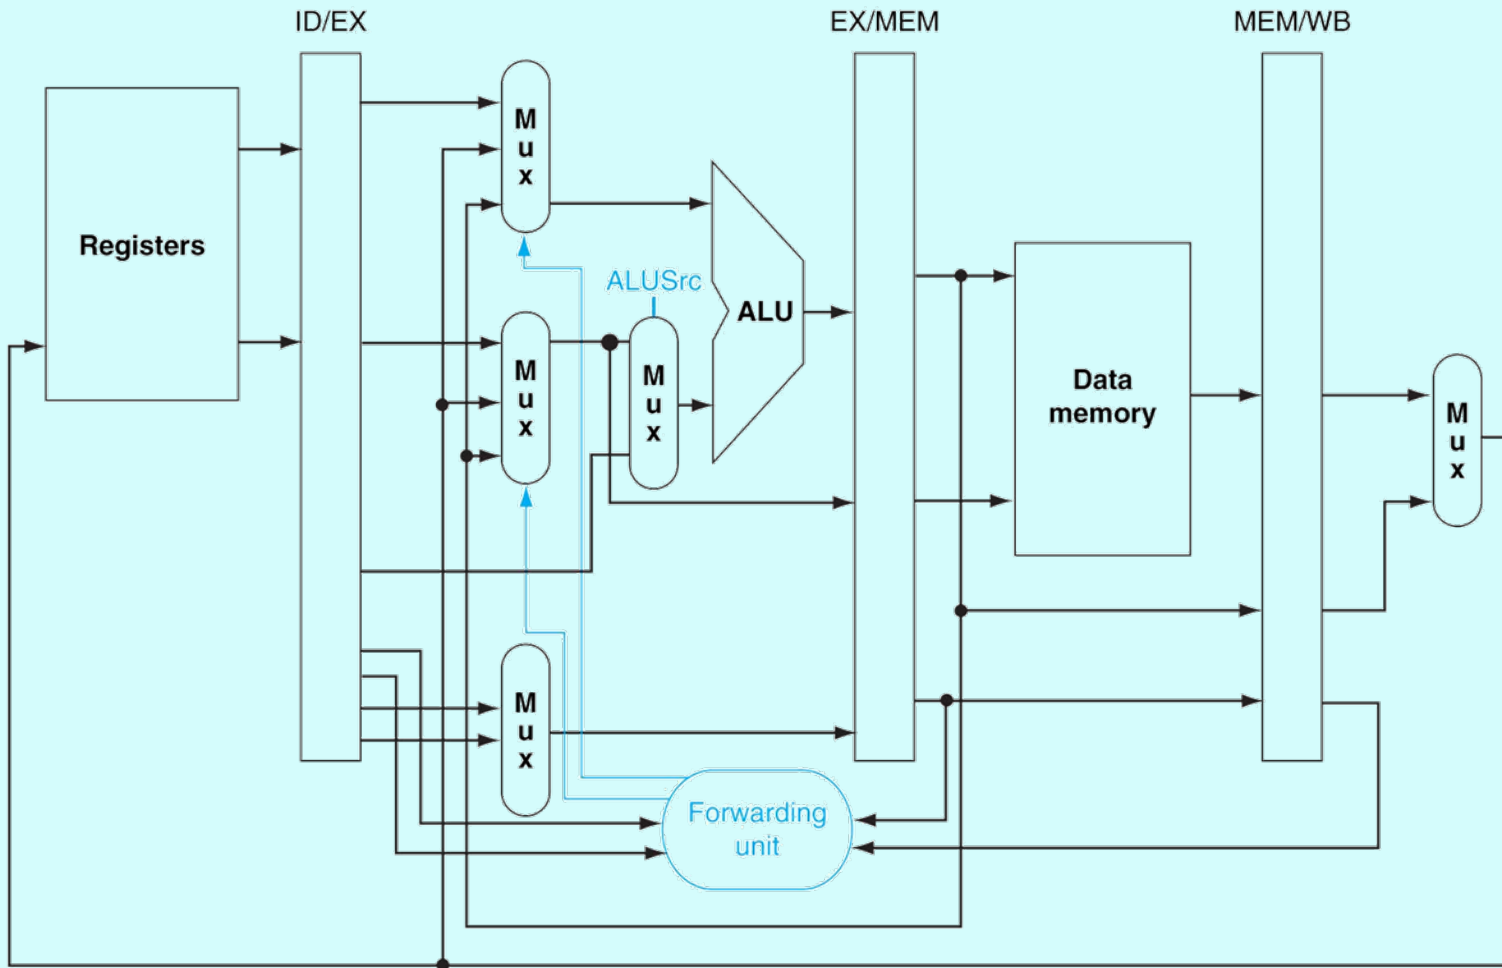 ID/EX
EX/MEM
MEM/WB
M
u
x
Registers
ALUSrc
ALU
M
u
x
M
u
x
Data
memory
M
u
x
M
u
x
Forwarding
unit